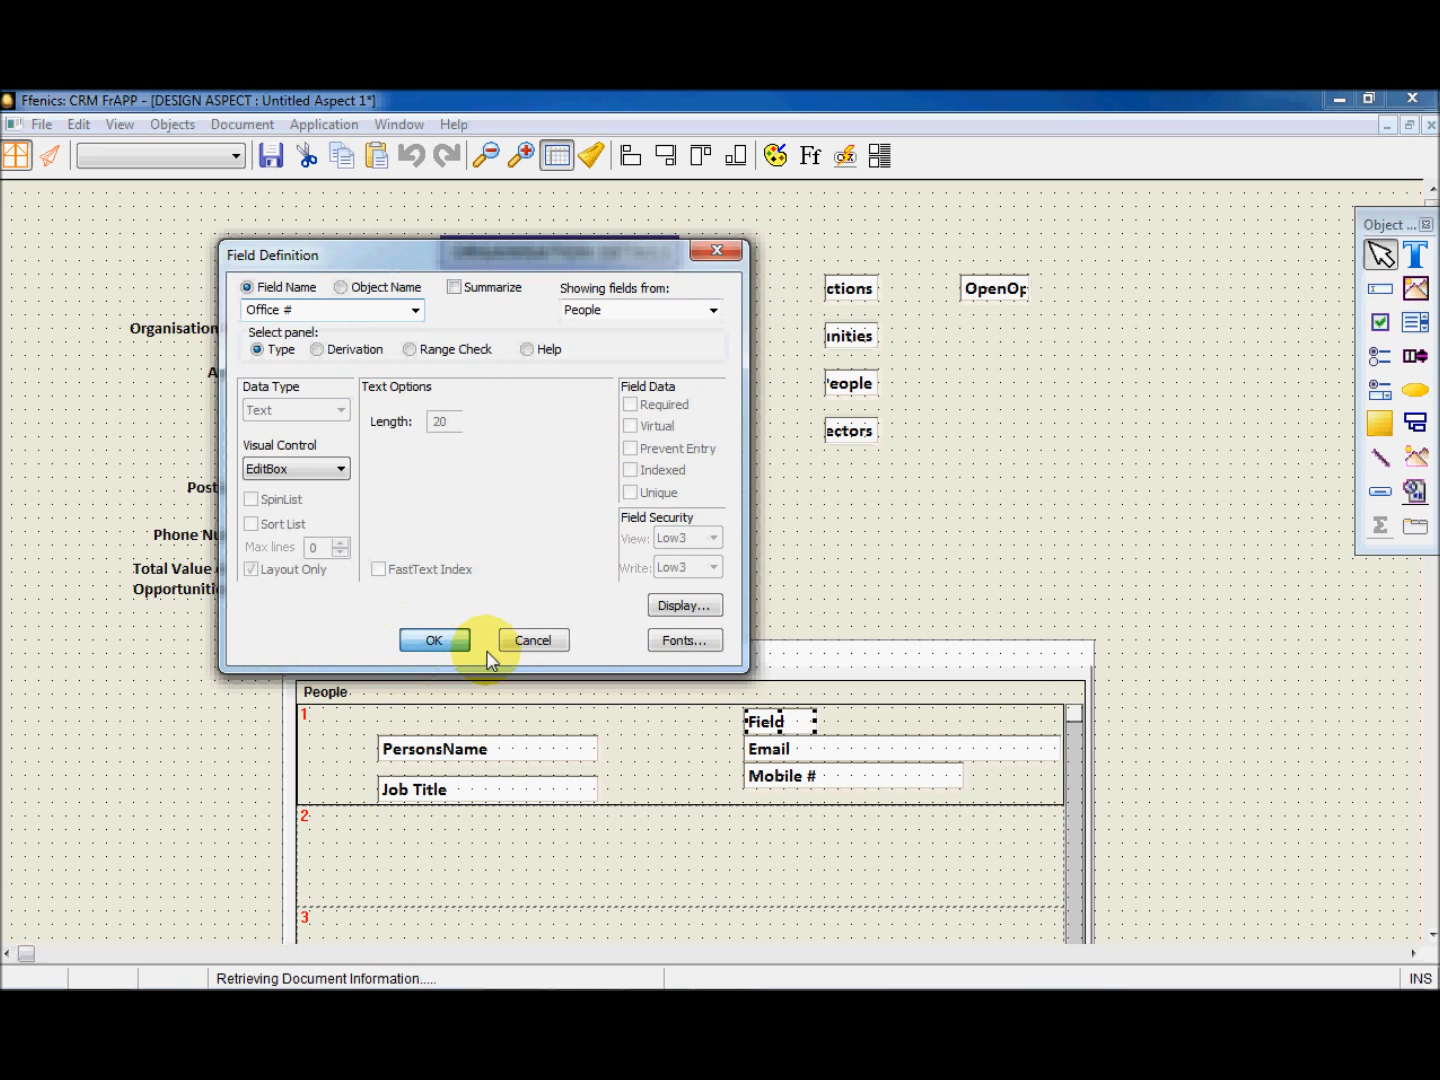 Ffenics: CRM FrAPP - [DESIGN ASPECT : Untitled Aspect 1*]
File Edit View Objects Document Application Window Help
Ff
Object ...
Field Definition
Field Name Object Name Summarize Showing fields from:
Office # People
Select panel:
Type Derivation Range Check Help
Data Type Text Options Field Data
Text Required
Length: 20 Virtual
Visual Control Prevent Entry
EditBox Indexed
SpinList Unique
Sort List Field Security
Max lines 0 View: Low3
Layout Only FastText Index Write: Low3
Display...
OK Cancel Fonts...
ctions OpenOp
Organisation
nities
eople
ectors
Post
Phone Nu
Total Value
Opportuniti
People
1 Field
PersonsName Email
Mobile #
Job Title
2
3
Retrieving Document Information..... INS